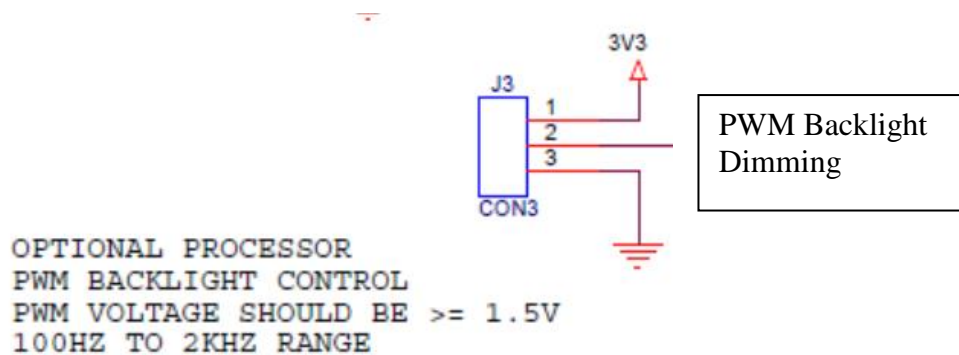 3V3
J3
1
2
3
CON3
PWM Backlight
Dimming
OPTIONAL PROCESSOR
PWM BACKLIGHT CONTROL
PWM VOLTAGE SHOULD BE >= 1.5V
100HZ TO 2KHZ RANGE